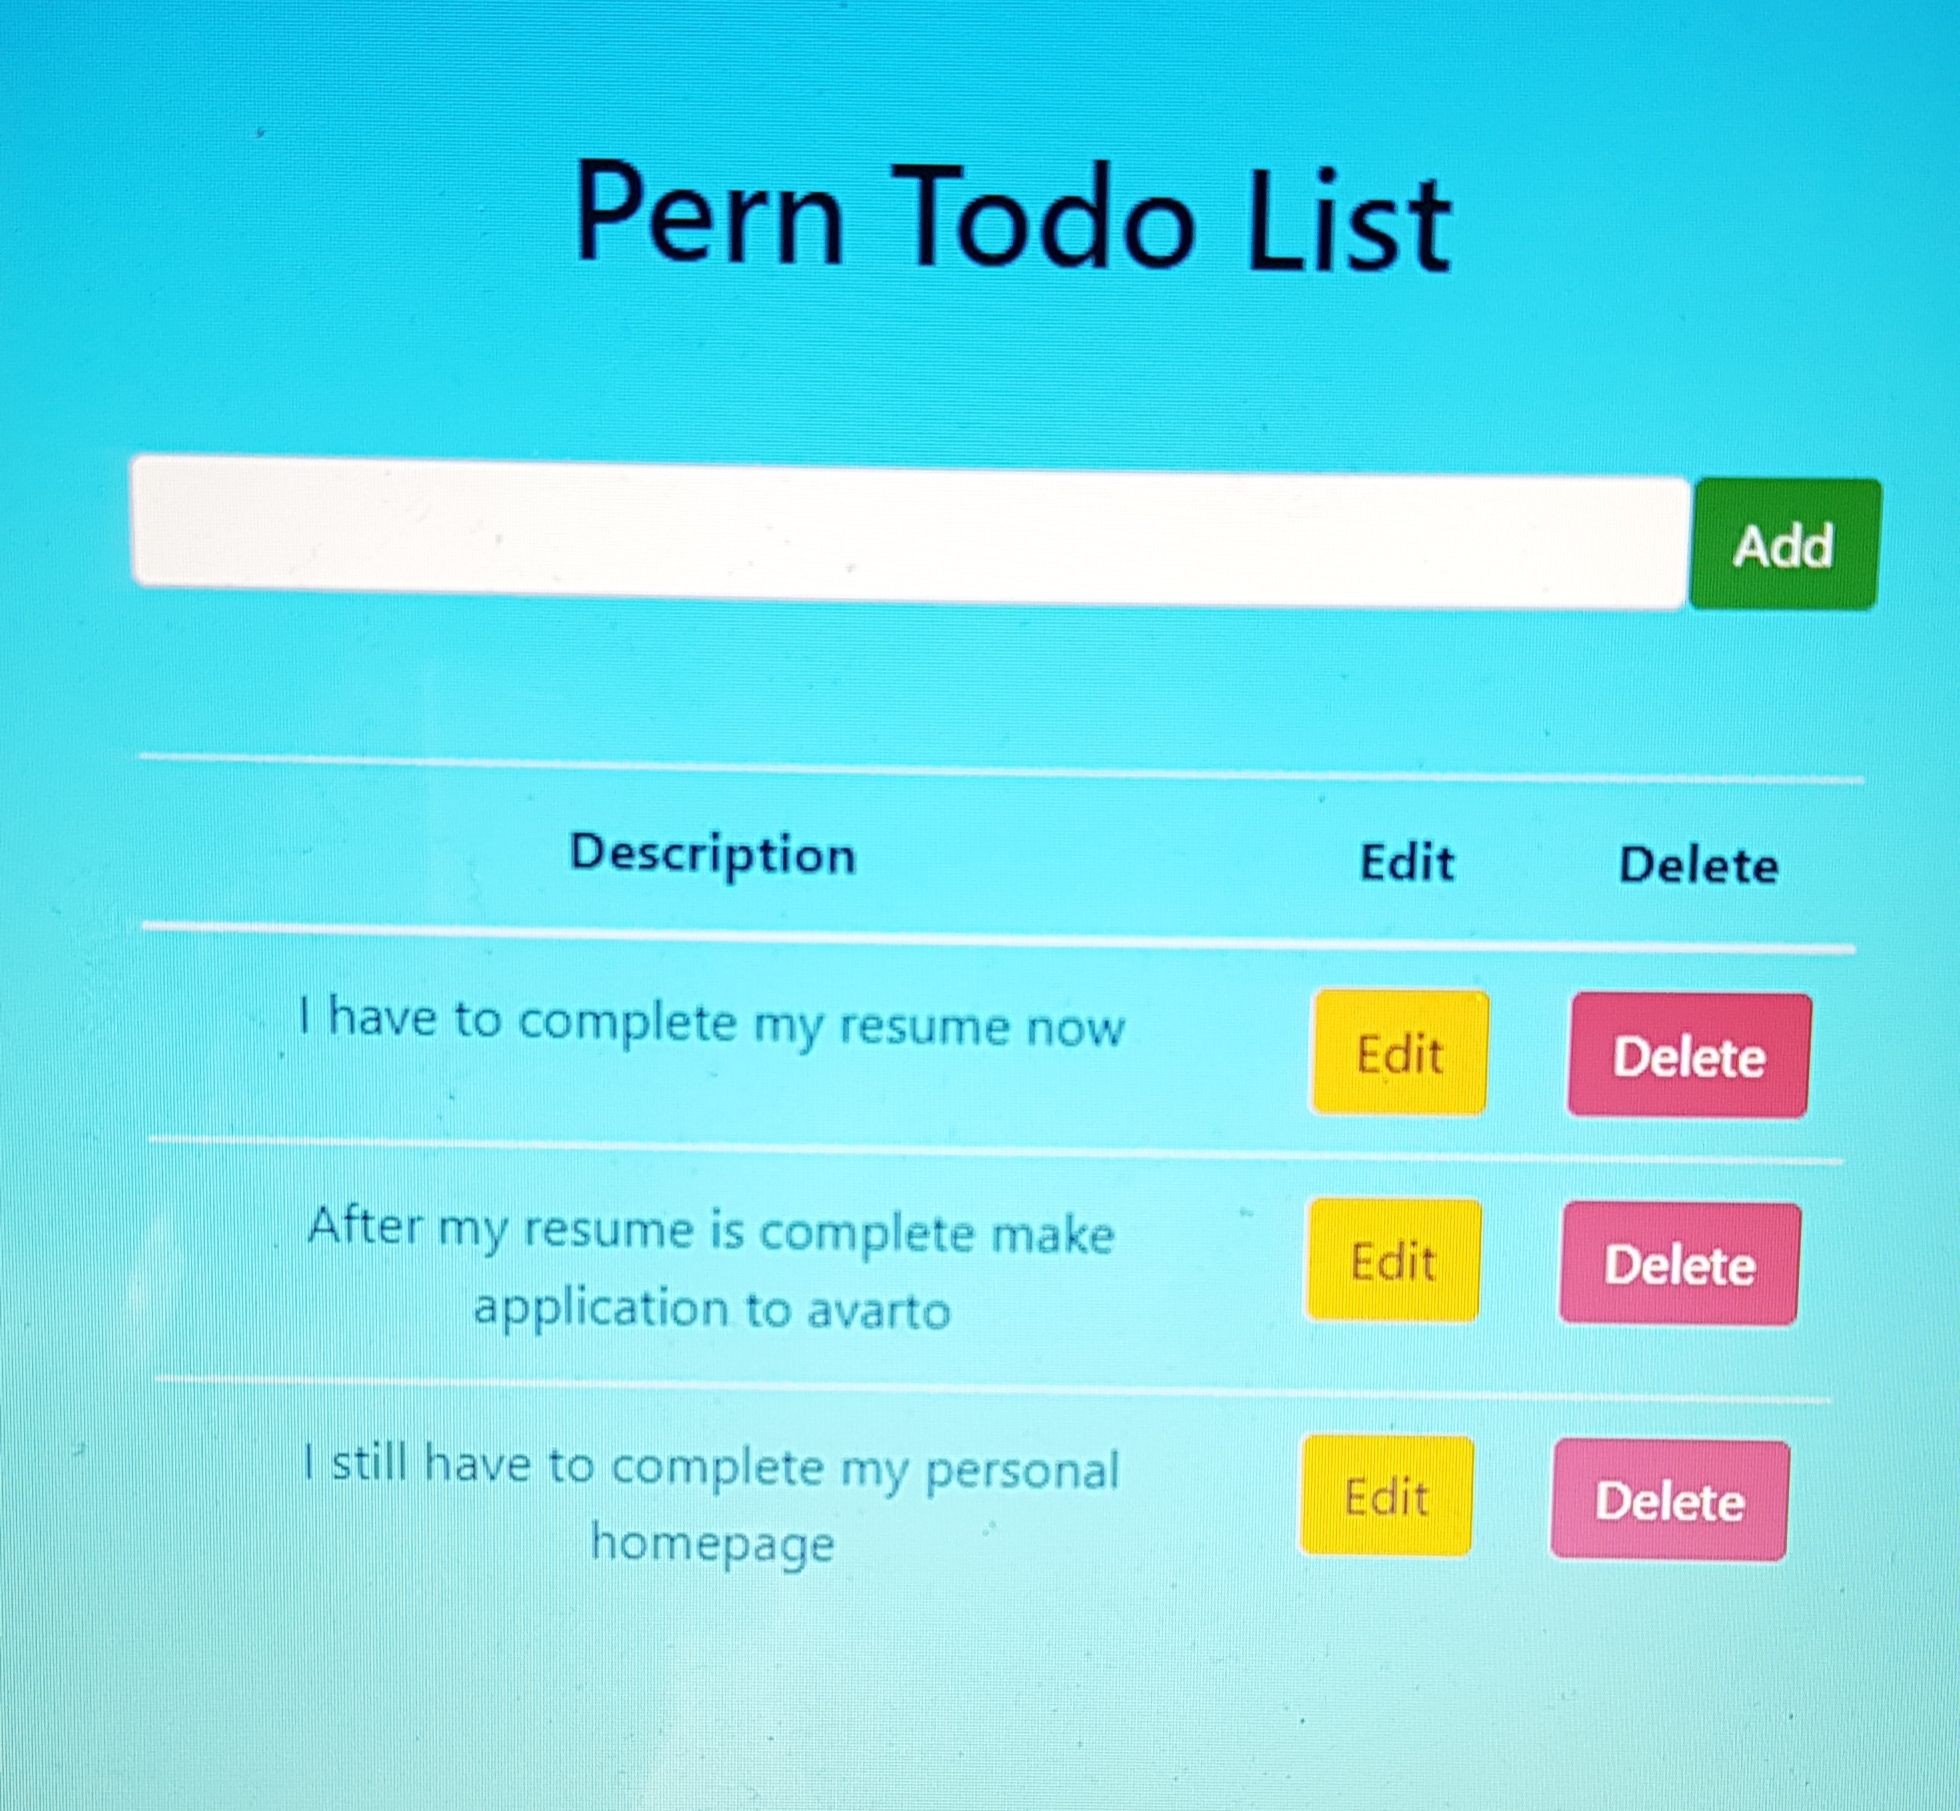 Pern Todo List
Add
Description Edit Delete
I have to complete my resume now Edit Delete
After my resume is complete make
application to avarto Edit Delete
I still have to complete my personal
homepage Edit Delete